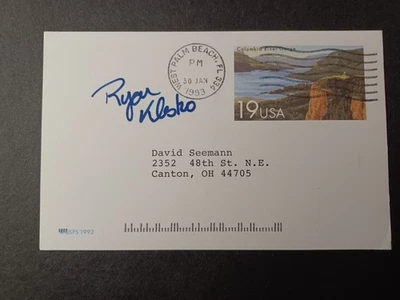 Columbia River Gorge
WEST PALM BEACH, FL 334
PM
30 JAN
1993
19 USA
Ryan
Klesko
David Seemann
2352 48th St. N.E.
Canton, OH 44705
USPS 1992